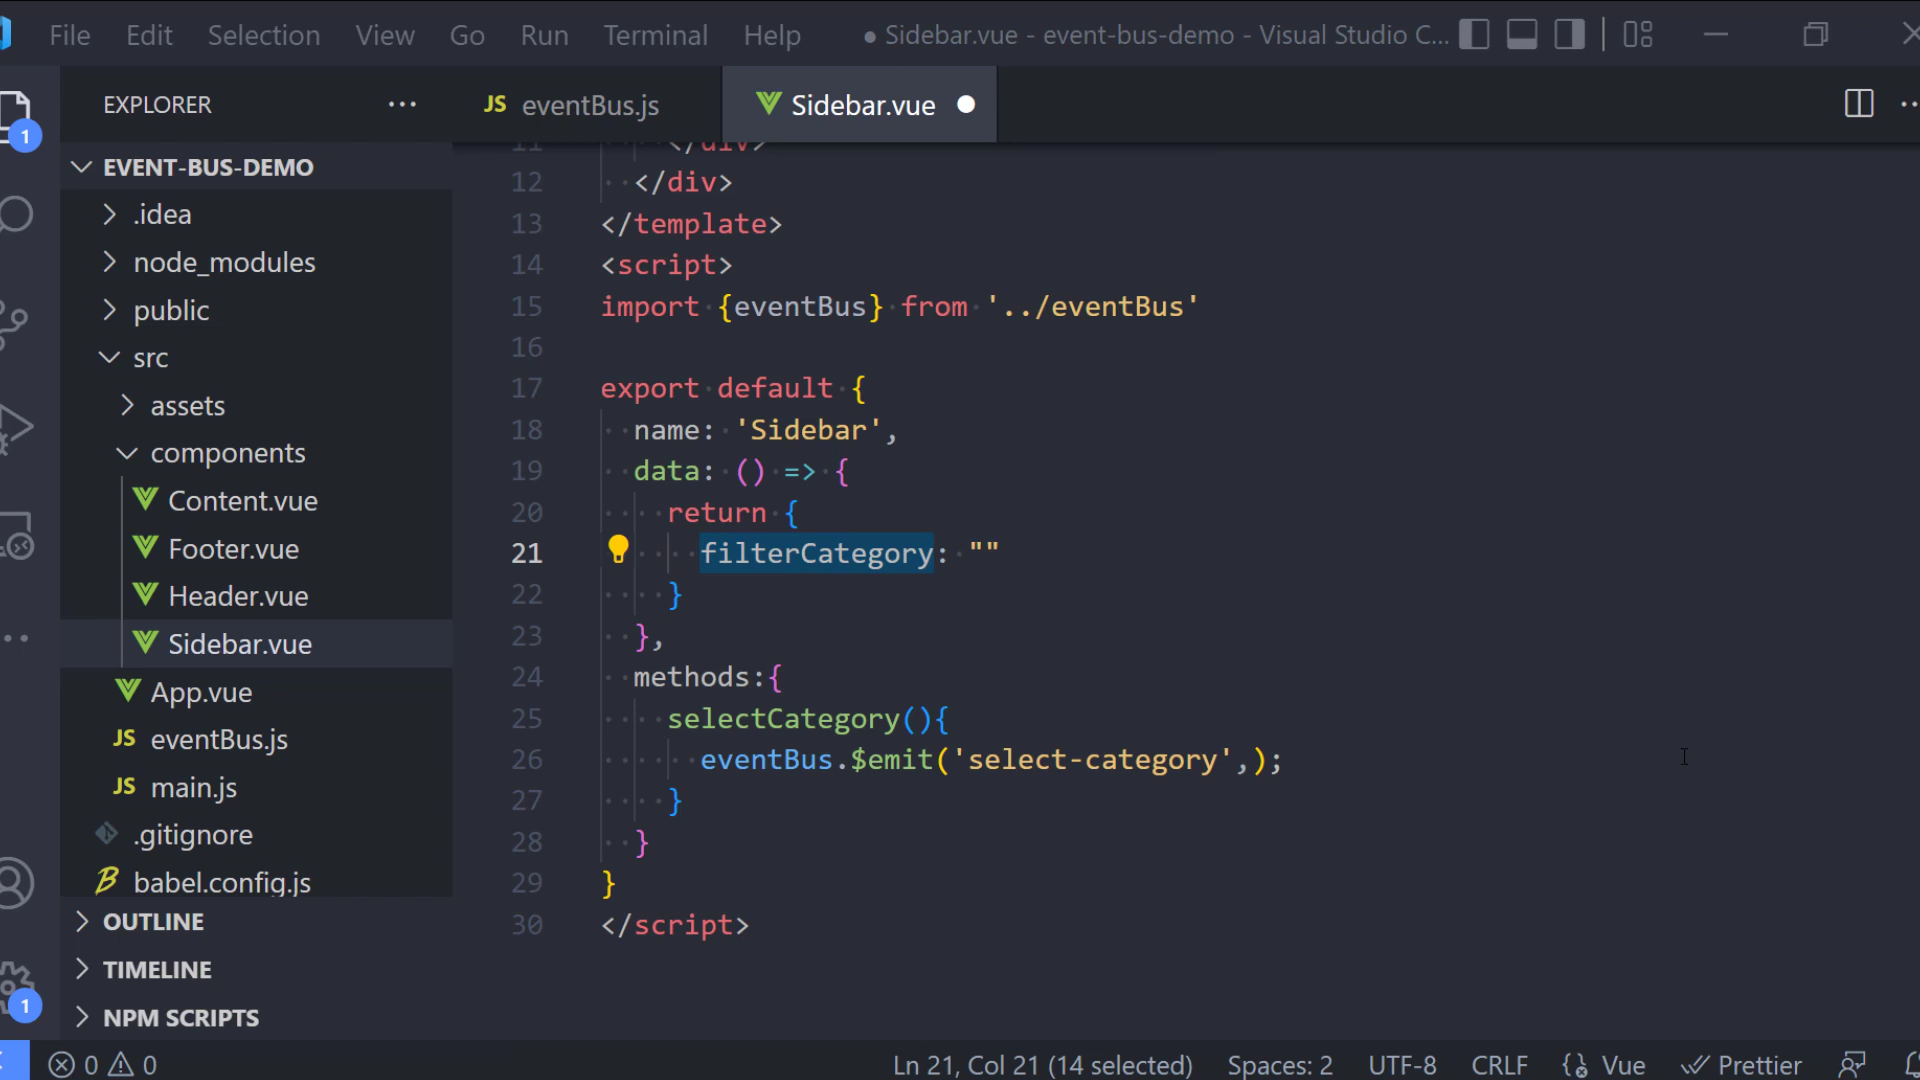 File Edit Selection View Go Run Terminal Help ● Sidebar.vue - event-bus-demo - Visual Studio C...
EXPLORER ···
JS eventBus.js
Sidebar.vue
1
EVENT-BUS-DEMO
.idea
node_modules
public
src
assets
components
Content.vue
Footer.vue
Header.vue
Sidebar.vue
App.vue
JS eventBus.js
JS main.js
.gitignore
babel.config.js
OUTLINE
TIMELINE
NPM SCRIPTS
1
11 </div>
12 </div>
13 </template>
14 <script>
15 import {eventBus} from '../eventBus'
16
17 export default {
18 name: 'Sidebar',
19 data: () => {
20 return {
21 filterCategory: ""
22 }
23 },
24 methods:{
25 selectCategory(){
26 eventBus.$emit('select-category',);
27 }
28 }
29 }
30 </script>
0 0
Ln 21, Col 21 (14 selected) Spaces: 2 UTF-8 CRLF Vue Prettier